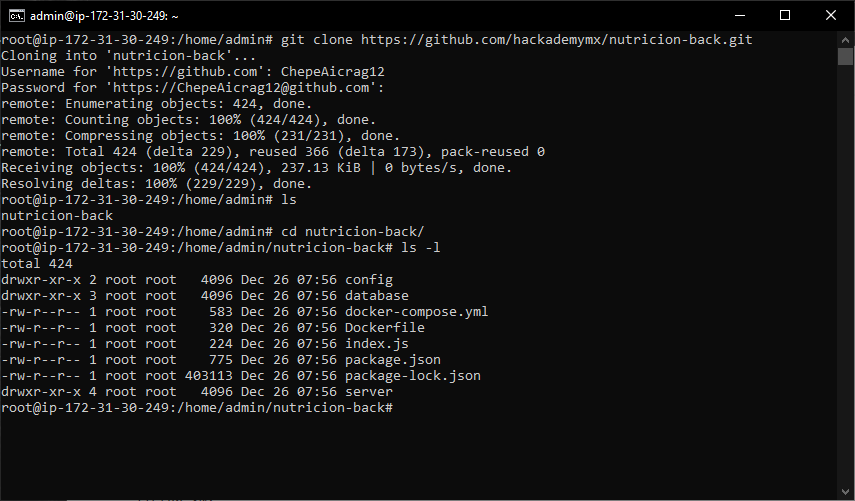 admin@ip-172-31-30-249: ~
root@ip-172-31-30-249:/home/admin# git clone https://github.com/hackademymx/nutricion-back.git
Cloning into 'nutricion-back'...
Username for 'https://github.com': ChepeAicrag12
Password for 'https://ChepeAicrag12@github.com':
remote: Enumerating objects: 424, done.
remote: Counting objects: 100% (424/424), done.
remote: Compressing objects: 100% (231/231), done.
remote: Total 424 (delta 229), reused 366 (delta 173), pack-reused 0
Receiving objects: 100% (424/424), 237.13 KiB | 0 bytes/s, done.
Resolving deltas: 100% (229/229), done.
root@ip-172-31-30-249:/home/admin# ls
nutricion-back
root@ip-172-31-30-249:/home/admin# cd nutricion-back/
root@ip-172-31-30-249:/home/admin/nutricion-back# ls -l
total 424
drwxr-xr-x 2 root root   4096 Dec 26 07:56 config
drwxr-xr-x 3 root root   4096 Dec 26 07:56 database
-rw-r--r-- 1 root root    583 Dec 26 07:56 docker-compose.yml
-rw-r--r-- 1 root root    320 Dec 26 07:56 Dockerfile
-rw-r--r-- 1 root root    224 Dec 26 07:56 index.js
-rw-r--r-- 1 root root    775 Dec 26 07:56 package.json
-rw-r--r-- 1 root root 403113 Dec 26 07:56 package-lock.json
drwxr-xr-x 4 root root   4096 Dec 26 07:56 server
root@ip-172-31-30-249:/home/admin/nutricion-back#